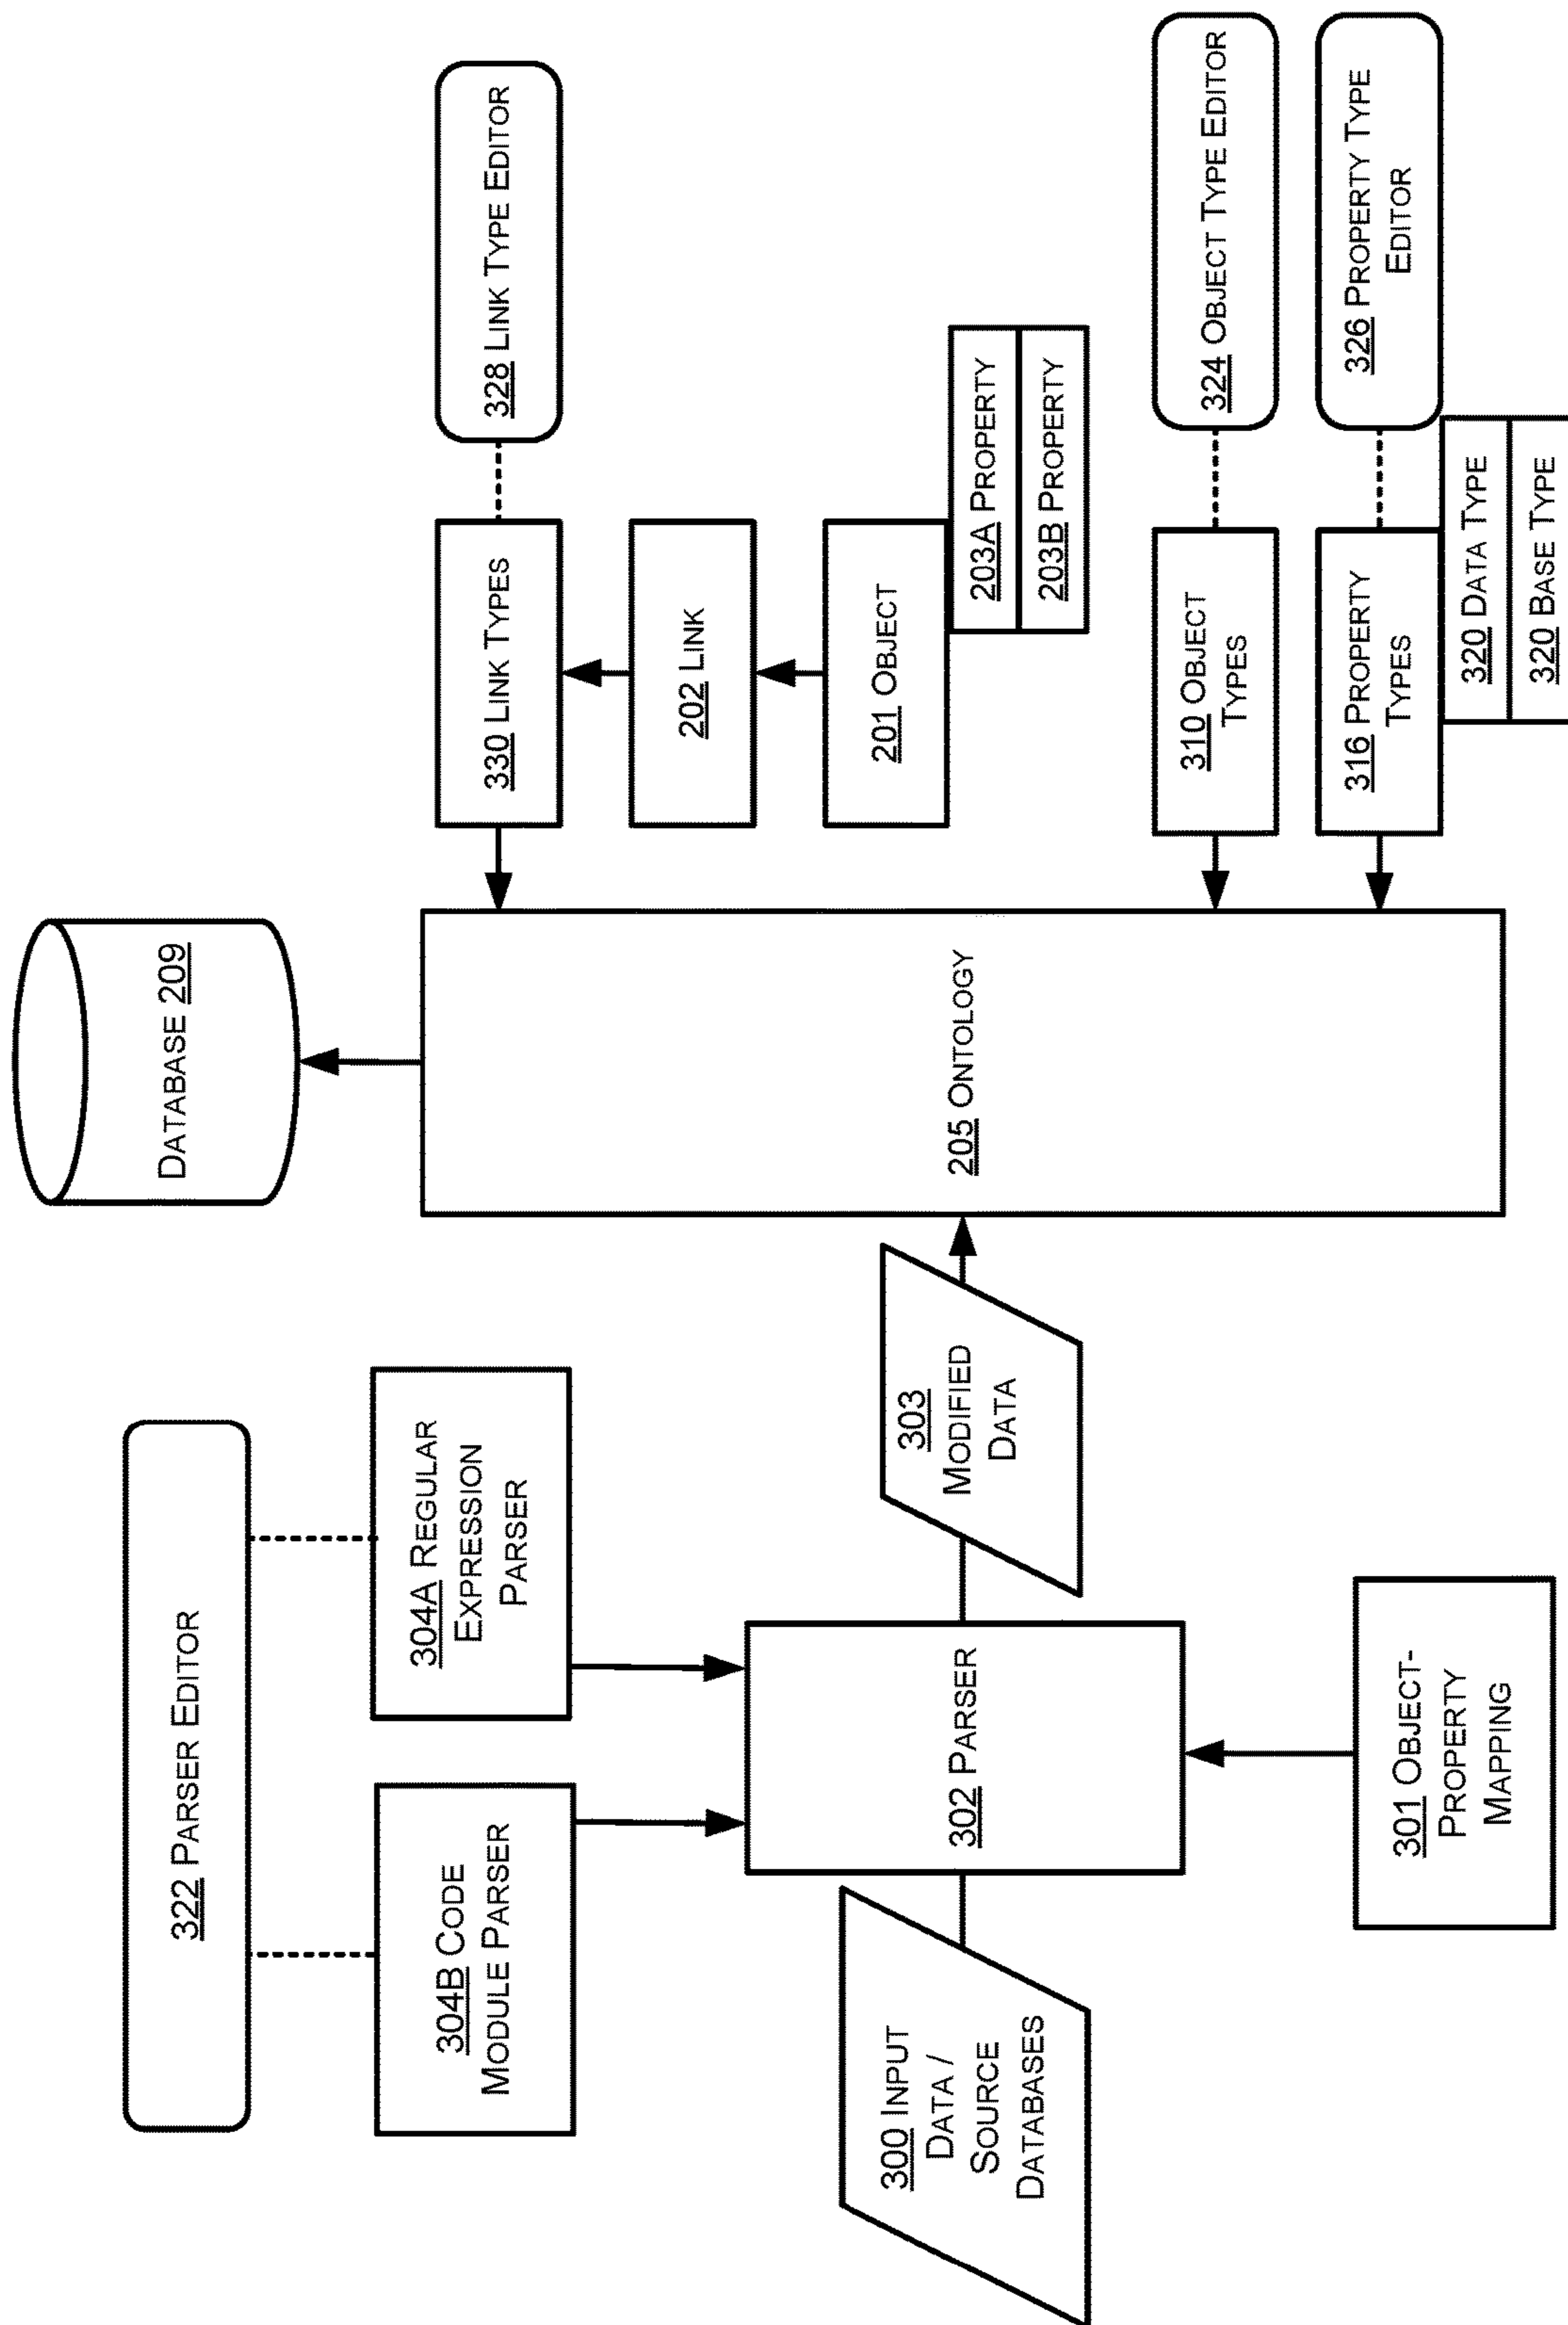 322 PARSER EDITOR
DATABASE 209
304B CODE
MODULE PARSER
304A REGULAR
EXPRESSION
PARSER
330 LINK TYPES
328 LINK TYPE EDITOR
202 LINK
201 OBJECT
203A PROPERTY
203B PROPERTY
300 INPUT
DATA /
SOURCE
DATABASES
302 PARSER
303
MODIFIED
DATA
205 ONTOLOGY
310 OBJECT
TYPES
324 OBJECT TYPE EDITOR
301 OBJECT-
PROPERTY
MAPPING
316 PROPERTY
TYPES
326 PROPERTY TYPE
EDITOR
320 DATA TYPE
320 BASE TYPE